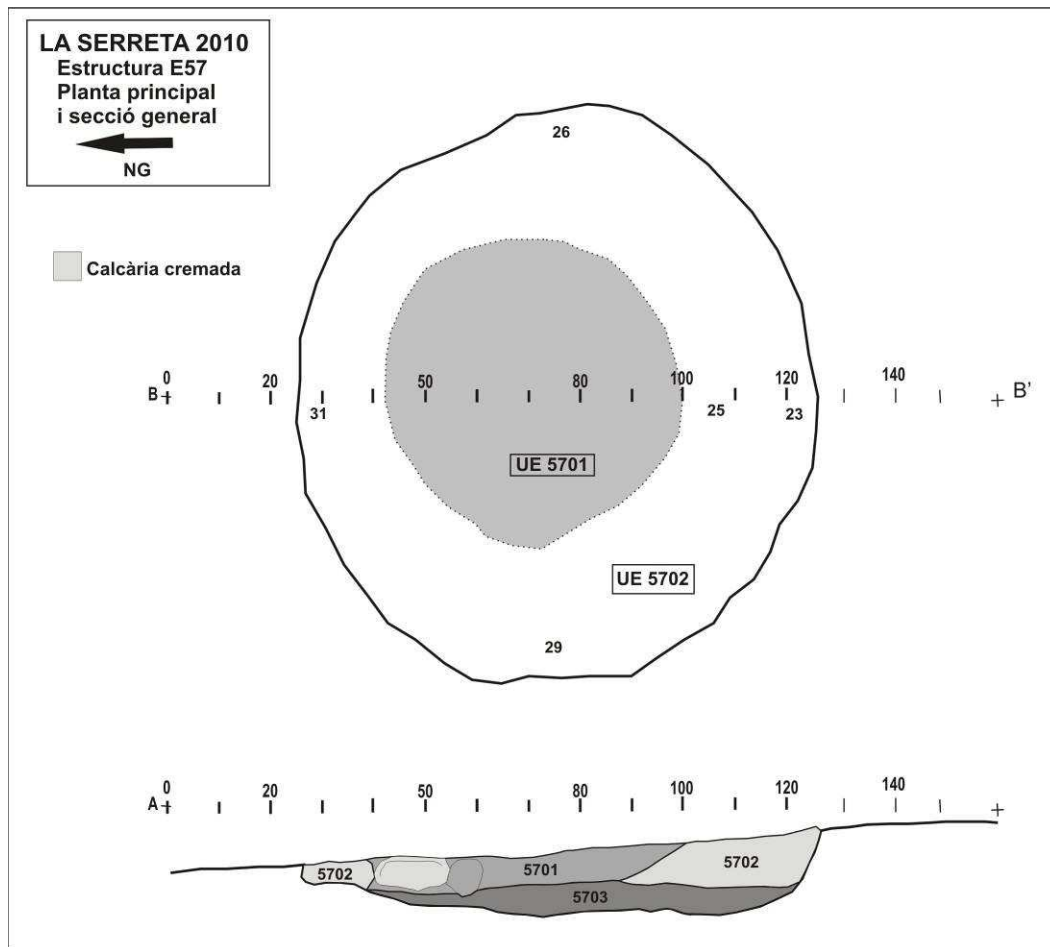 LA SERRETA 2010
Estructura E57
Planta principal
i secció general
NG
Calcària cremada
26
0 20 50 80 100 120 140
B B'
31 25 23
UE 5701
UE 5702
29
0 20 50 80 100 120 140
A
5702 5701 5702
5703